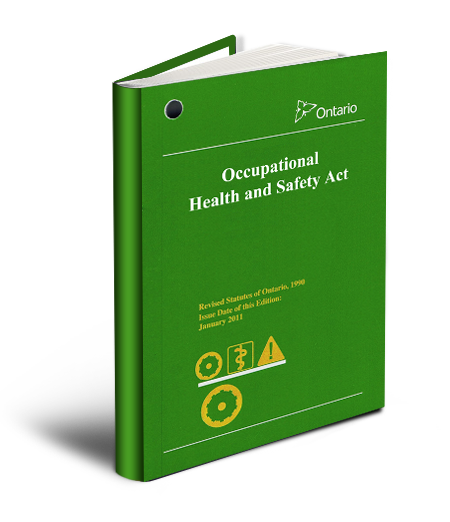 Ontario
Occupational
Health and Safety Act
Revised Statutes of Ontario, 1990
Issue Date of this Edition:
January 2011